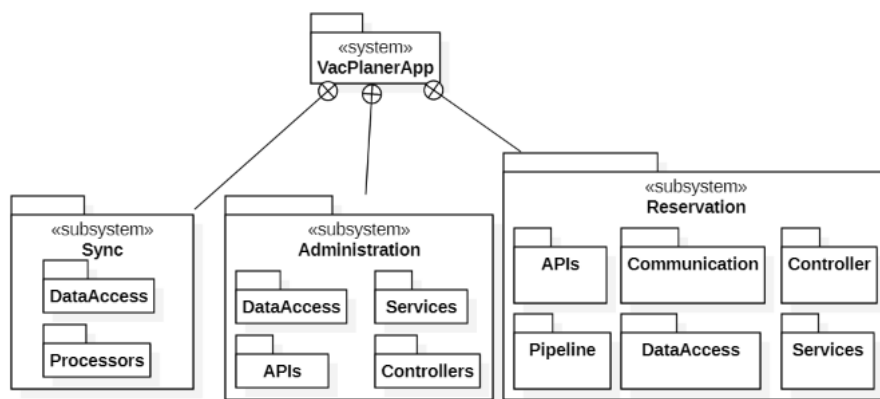 «system»
VacPlanerApp
«subsystem»
Sync
DataAccess
Processors
«subsystem»
Administration
DataAccess
Services
APIs
Controllers
«subsystem»
Reservation
APIs
Communication
Controller
Pipeline
DataAccess
Services